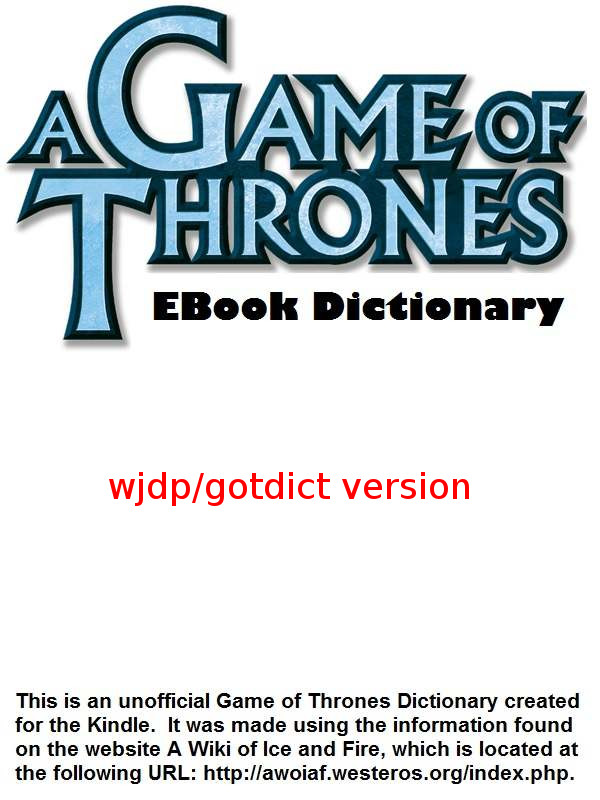 A GAME OF
THRONES
EBook Dictionary
wjdp/gotdict version
This is an unofficial Game of Thrones Dictionary created
for the Kindle.  It was made using the information found
on the website A Wiki of Ice and Fire, which is located at
the following URL: http://awoiaf.westeros.org/index.php.